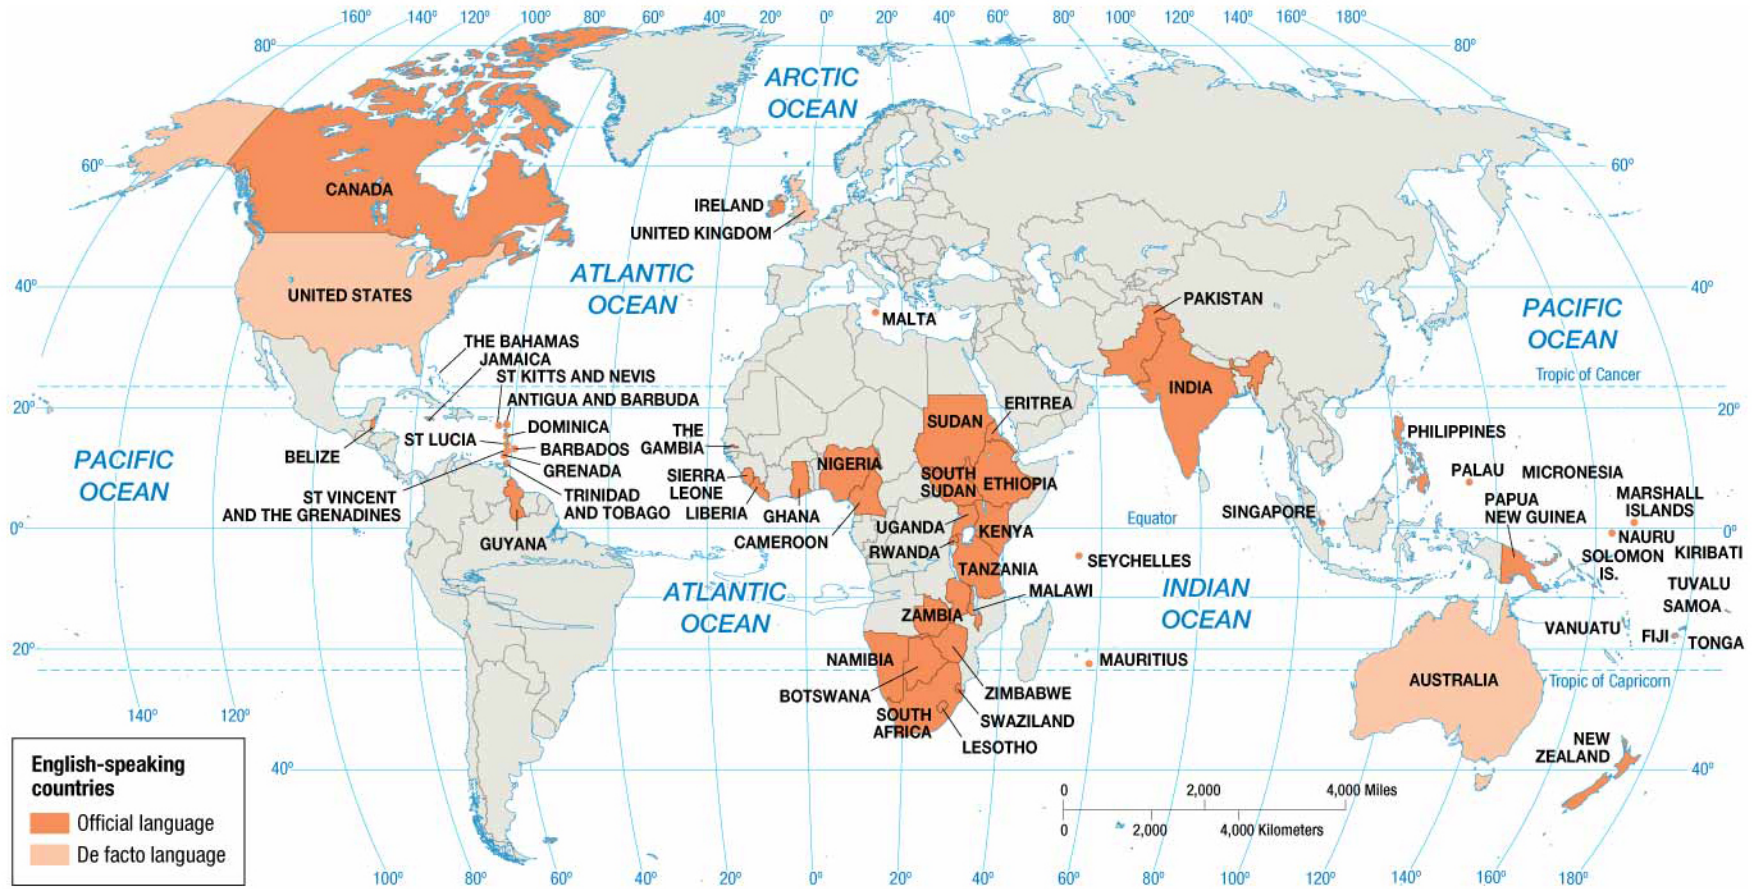 160° 140° 120° 100° 80° 60° 40° 20° 0° 20° 40° 60° 80° 100° 120° 140° 160° 180°
80°
80°
ARCTIC
OCEAN
60°
60°
CANADA
IRELAND
UNITED KINGDOM
ATLANTIC
OCEAN
40°
40°
UNITED STATES
PAKISTAN
PACIFIC
OCEAN
MALTA
THE BAHAMAS
JAMAICA
ST KITTS AND NEVIS
Tropic of Cancer
INDIA
ANTIGUA AND BARBUDA
20°
20°
ERITREA
SUDAN
DOMINICA
ST LUCIA
BARBADOS
BELIZE
GRENADA
THE
GAMBIA
PHILIPPINES
PACIFIC
OCEAN
NIGERIA
SIERRA
LEONE
LIBERIA
SOUTH
SUDAN
ETHIOPIA
PALAU
MICRONESIA
MARSHALL
ISLANDS
ST VINCENT
AND THE GRENADINES
TRINIDAD
AND TOBAGO
GHANA
CAMEROON
UGANDA
KENYA
RWANDA
Equator
SINGAPORE
PAPUA
NEW GUINEA
0°
0°
NAURU
KIRIBATI
GUYANA
SOLOMON
IS.
SEYCHELLES
TANZANIA
TUVALU
ATLANTIC
OCEAN
MALAWI
INDIAN
OCEAN
SAMOA
ZAMBIA
VANUATU
FIJI
TONGA
20°
20°
NAMIBIA
MAURITIUS
BOTSWANA
ZIMBABWE
AUSTRALIA
Tropic of Capricorn
SOUTH
AFRICA
SWAZILAND
LESOTHO
140°
120°
NEW
ZEALAND
40°
40°
English-speaking
countries
Official language
De facto language
0 2,000 4,000 Miles
0 2,000 4,000 Kilometers
100° 80° 60° 40° 20° 0° 20° 40° 60° 80° 100° 120° 140° 160° 180°